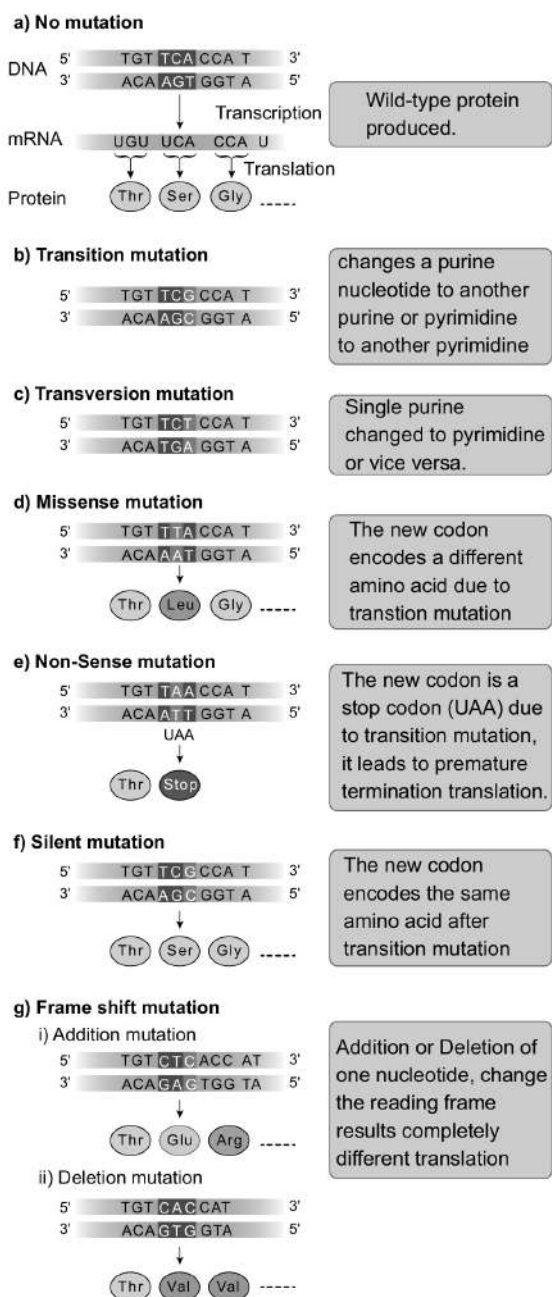 a) No mutation
5' TGT TCA CCA T 3'
DNA
3' ACA AGT GGT A 5'
Transcription
mRNA UGU UCA CCA U
Translation
Protein Thr Ser Gly -----
Wild-type protein
produced.
b) Transition mutation
5' TGT TCG CCA T 3'
3' ACA AGC GGT A 5'
changes a purine
nucleotide to another
purine or pyrimidine
to another pyrimidine
c) Transversion mutation
5' TGT TCT CCA T 3'
3' ACA TGA GGT A 5'
Single purine
changed to pyrimidine
or vice versa.
d) Missense mutation
5' TGT TTA CCA T 3'
3' ACA AAT GGT A 5'
Thr Leu Gly -----
The new codon
encodes a different
amino acid due to
transtion mutation
e) Non-Sense mutation
5' TGT TAA CCA T 3'
3' ACA ATT GGT A 5'
UAA
Thr Stop
The new codon is a
stop codon (UAA) due
to transition mutation,
it leads to premature
termination translation.
f) Silent mutation
5' TGT TCG CCA T 3'
3' ACA AGC GGT A 5'
Thr Ser Gly -----
The new codon
encodes the same
amino acid after
transition mutation
g) Frame shift mutation
i) Addition mutation
5' TGT CTC ACC AT 3'
3' ACA GAG TGG TA 5'
Thr Glu Arg -----
Addition or Deletion of
one nucleotide, change
the reading frame
results completely
different translation
ii) Deletion mutation
5' TGT CAC CAT 3'
3' ACA GTG GTA 5'
Thr Val Val -----